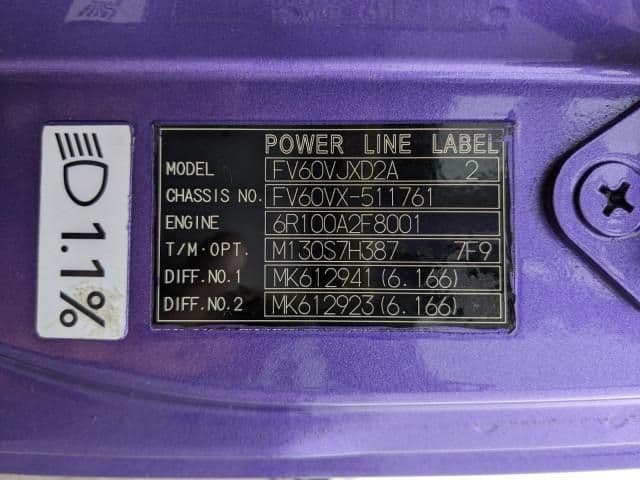 1.1%
POWER LINE LABEL
MODEL FV60VJXD2A 2
CHASSIS NO. FV60VX-511761
ENGINE 6R100A2F8001
T/M·OPT. M130S7H387 7F9
DIFF.NO.1 MK612941(6.166)
DIFF.NO.2 MK612923(6.166)